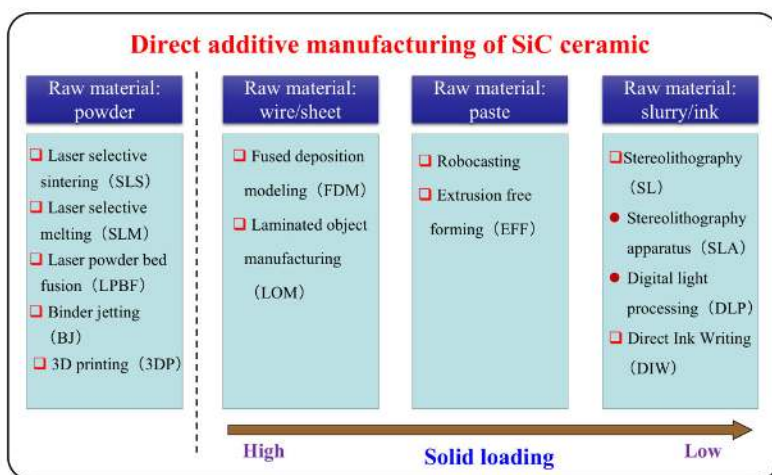 Direct additive manufacturing of SiC ceramic
Raw material:
powder
Laser selective
sintering（SLS）
Laser selective
melting（SLM）
Laser powder bed
fusion（LPBF）
Binder jetting
（BJ）
3D printing（3DP）
Raw material:
wire/sheet
Fused deposition
modeling（FDM）
Laminated object
manufacturing
（LOM）
Raw material:
paste
Robocasting
Extrusion free
forming（EFF）
Raw material:
slurry/ink
Stereolithography
（SL）
Stereolithography
apparatus（SLA）
Digital light
processing（DLP）
Direct Ink Writing
（DIW）
High
Solid loading
Low